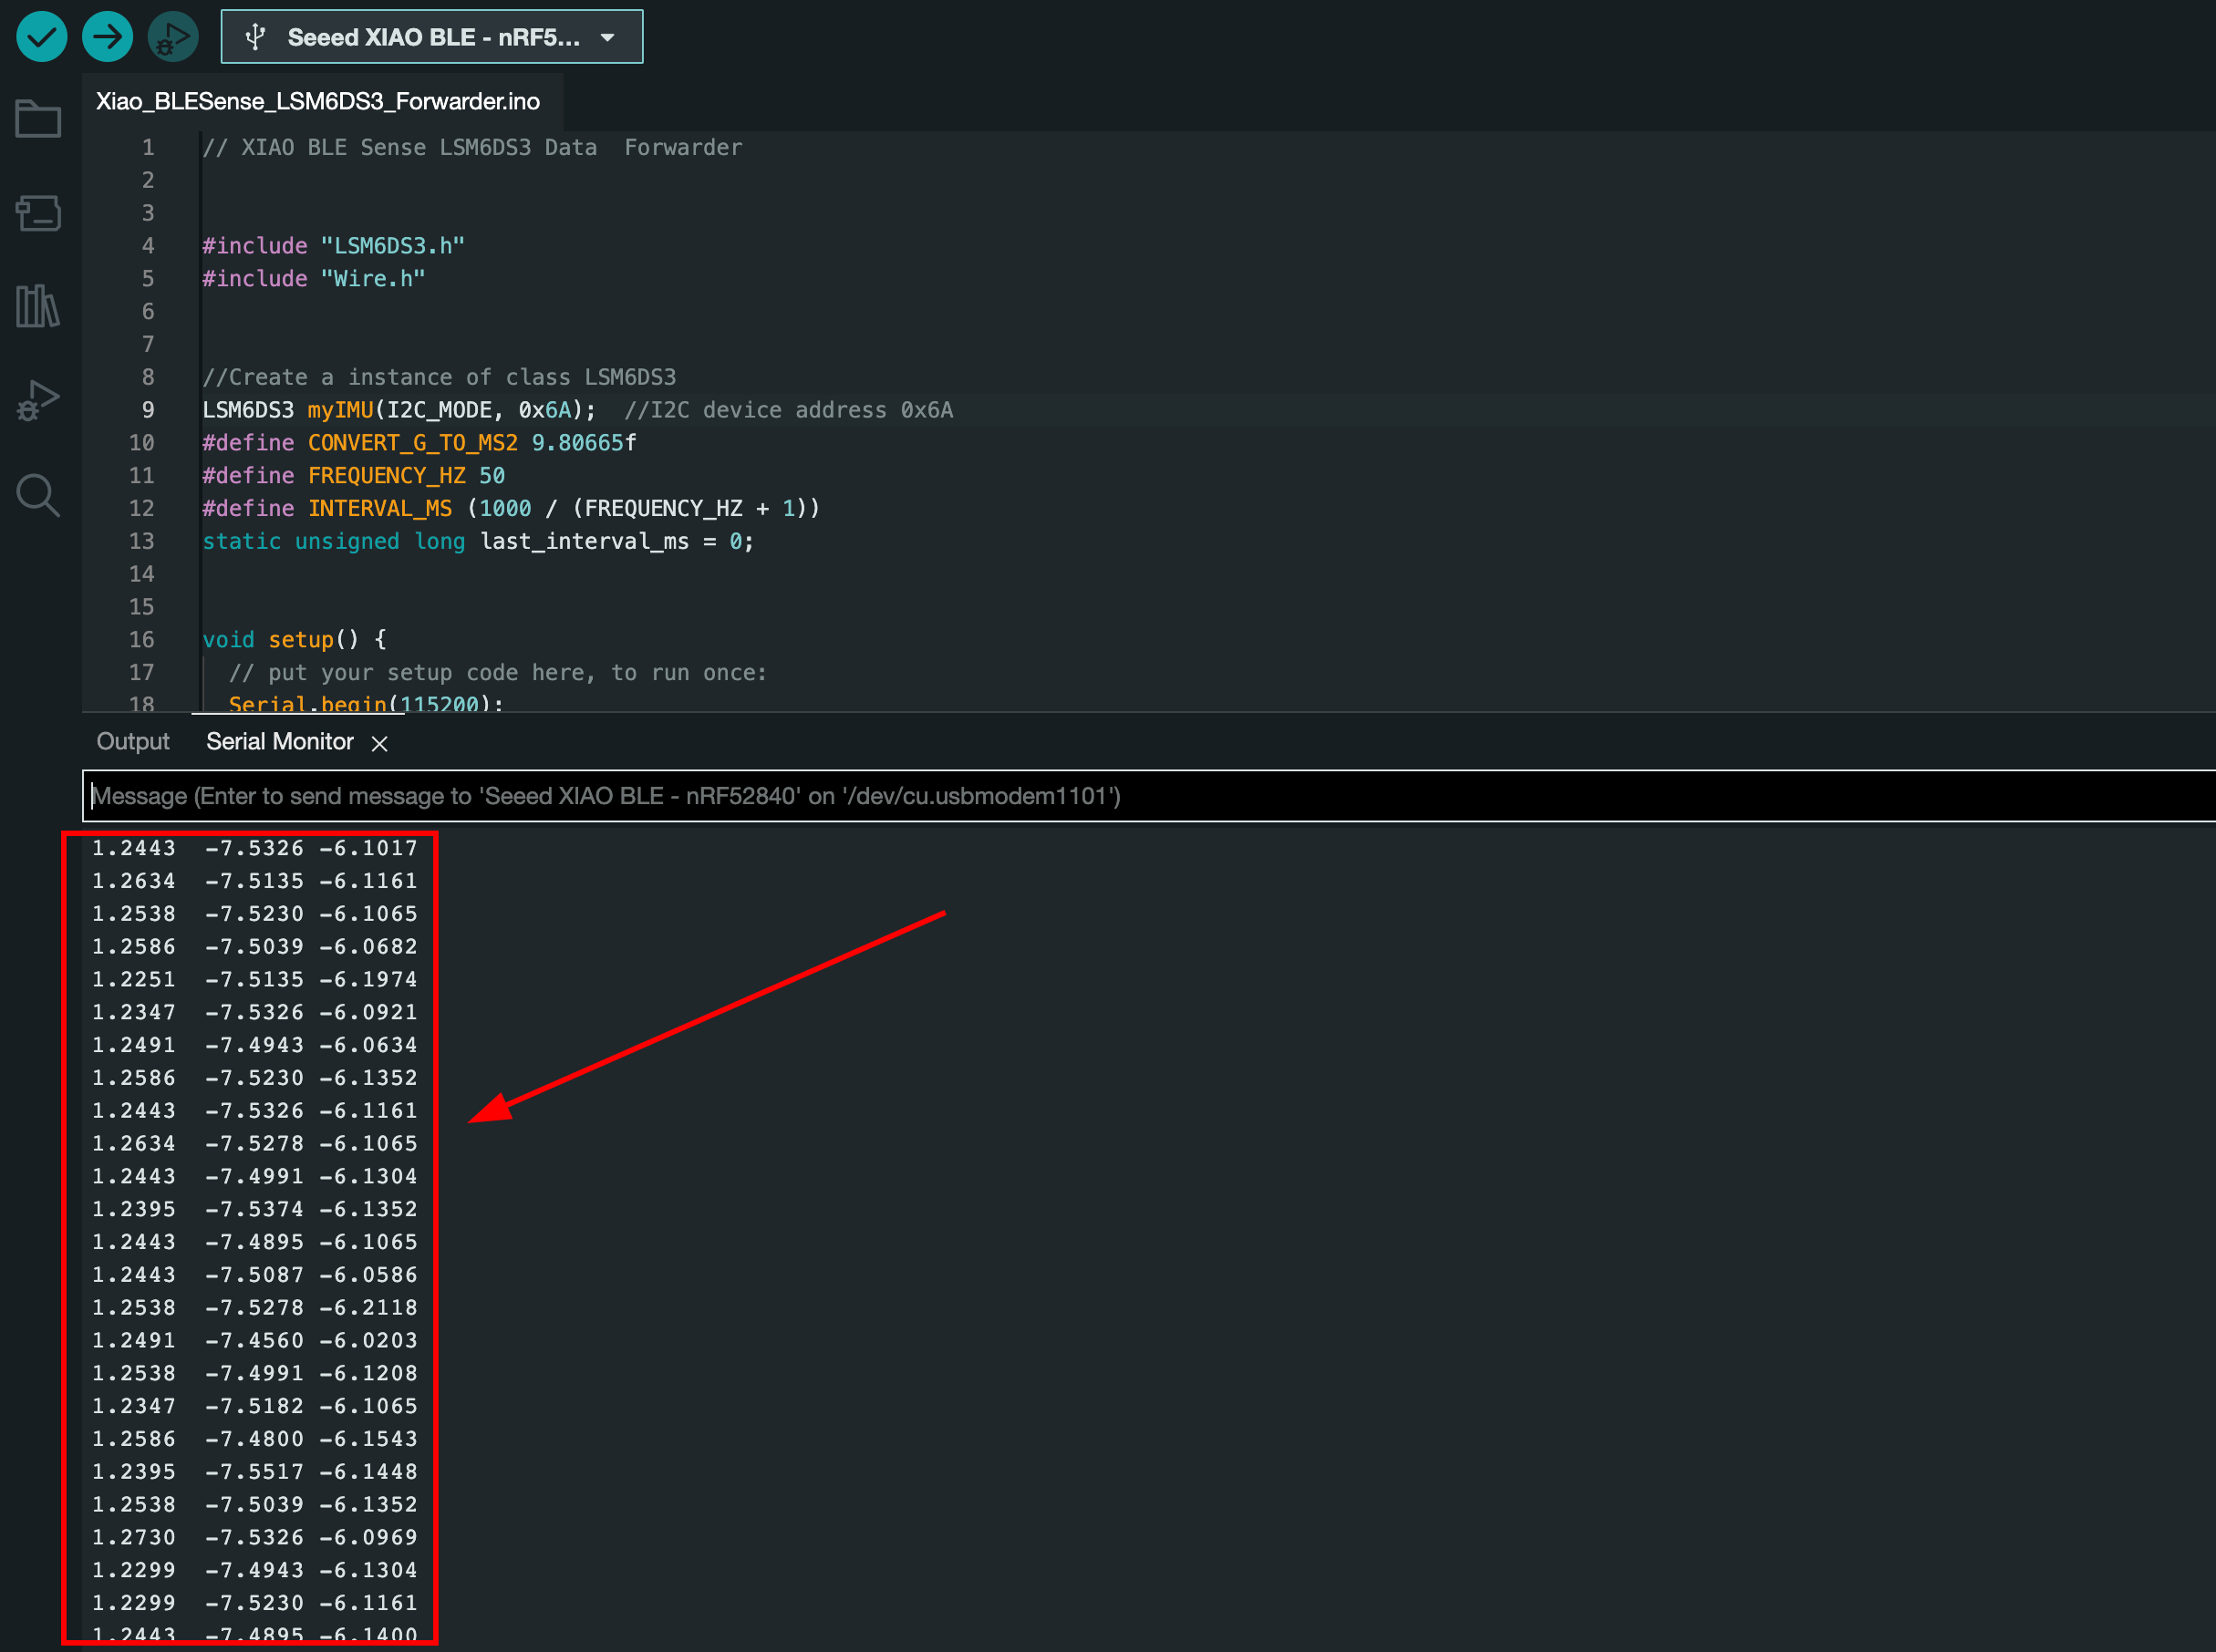 Seeed XIAO BLE - nRF5...
Xiao_BLESense_LSM6DS3_Forwarder.ino
1 // XIAO BLE Sense LSM6DS3 Data  Forwarder
2
3
4 #include "LSM6DS3.h"
5 #include "Wire.h"
6
7
8 //Create a instance of class LSM6DS3
9 LSM6DS3 myIMU(I2C_MODE, 0x6A);  //I2C device address 0x6A
10 #define CONVERT_G_TO_MS2 9.80665f
11 #define FREQUENCY_HZ 50
12 #define INTERVAL_MS (1000 / (FREQUENCY_HZ + 1))
13 static unsigned long last_interval_ms = 0;
14
15
16 void setup() {
17   // put your setup code here, to run once:
18   Serial.begin(115200);
Output Serial Monitor
Message (Enter to send message to 'Seeed XIAO BLE - nRF52840' on '/dev/cu.usbmodem1101')
1.2443 -7.5326 -6.1017
1.2634 -7.5135 -6.1161
1.2538 -7.5230 -6.1065
1.2586 -7.5039 -6.0682
1.2251 -7.5135 -6.1974
1.2347 -7.5326 -6.0921
1.2491 -7.4943 -6.0634
1.2586 -7.5230 -6.1352
1.2443 -7.5326 -6.1161
1.2634 -7.5278 -6.1065
1.2443 -7.4991 -6.1304
1.2395 -7.5374 -6.1352
1.2443 -7.4895 -6.1065
1.2443 -7.5087 -6.0586
1.2538 -7.5278 -6.2118
1.2491 -7.4560 -6.0203
1.2538 -7.4991 -6.1208
1.2347 -7.5182 -6.1065
1.2586 -7.4800 -6.1543
1.2395 -7.5517 -6.1448
1.2538 -7.5039 -6.1352
1.2730 -7.5326 -6.0969
1.2299 -7.4943 -6.1304
1.2299 -7.5230 -6.1161
1.2443 -7.4895 -6.1400